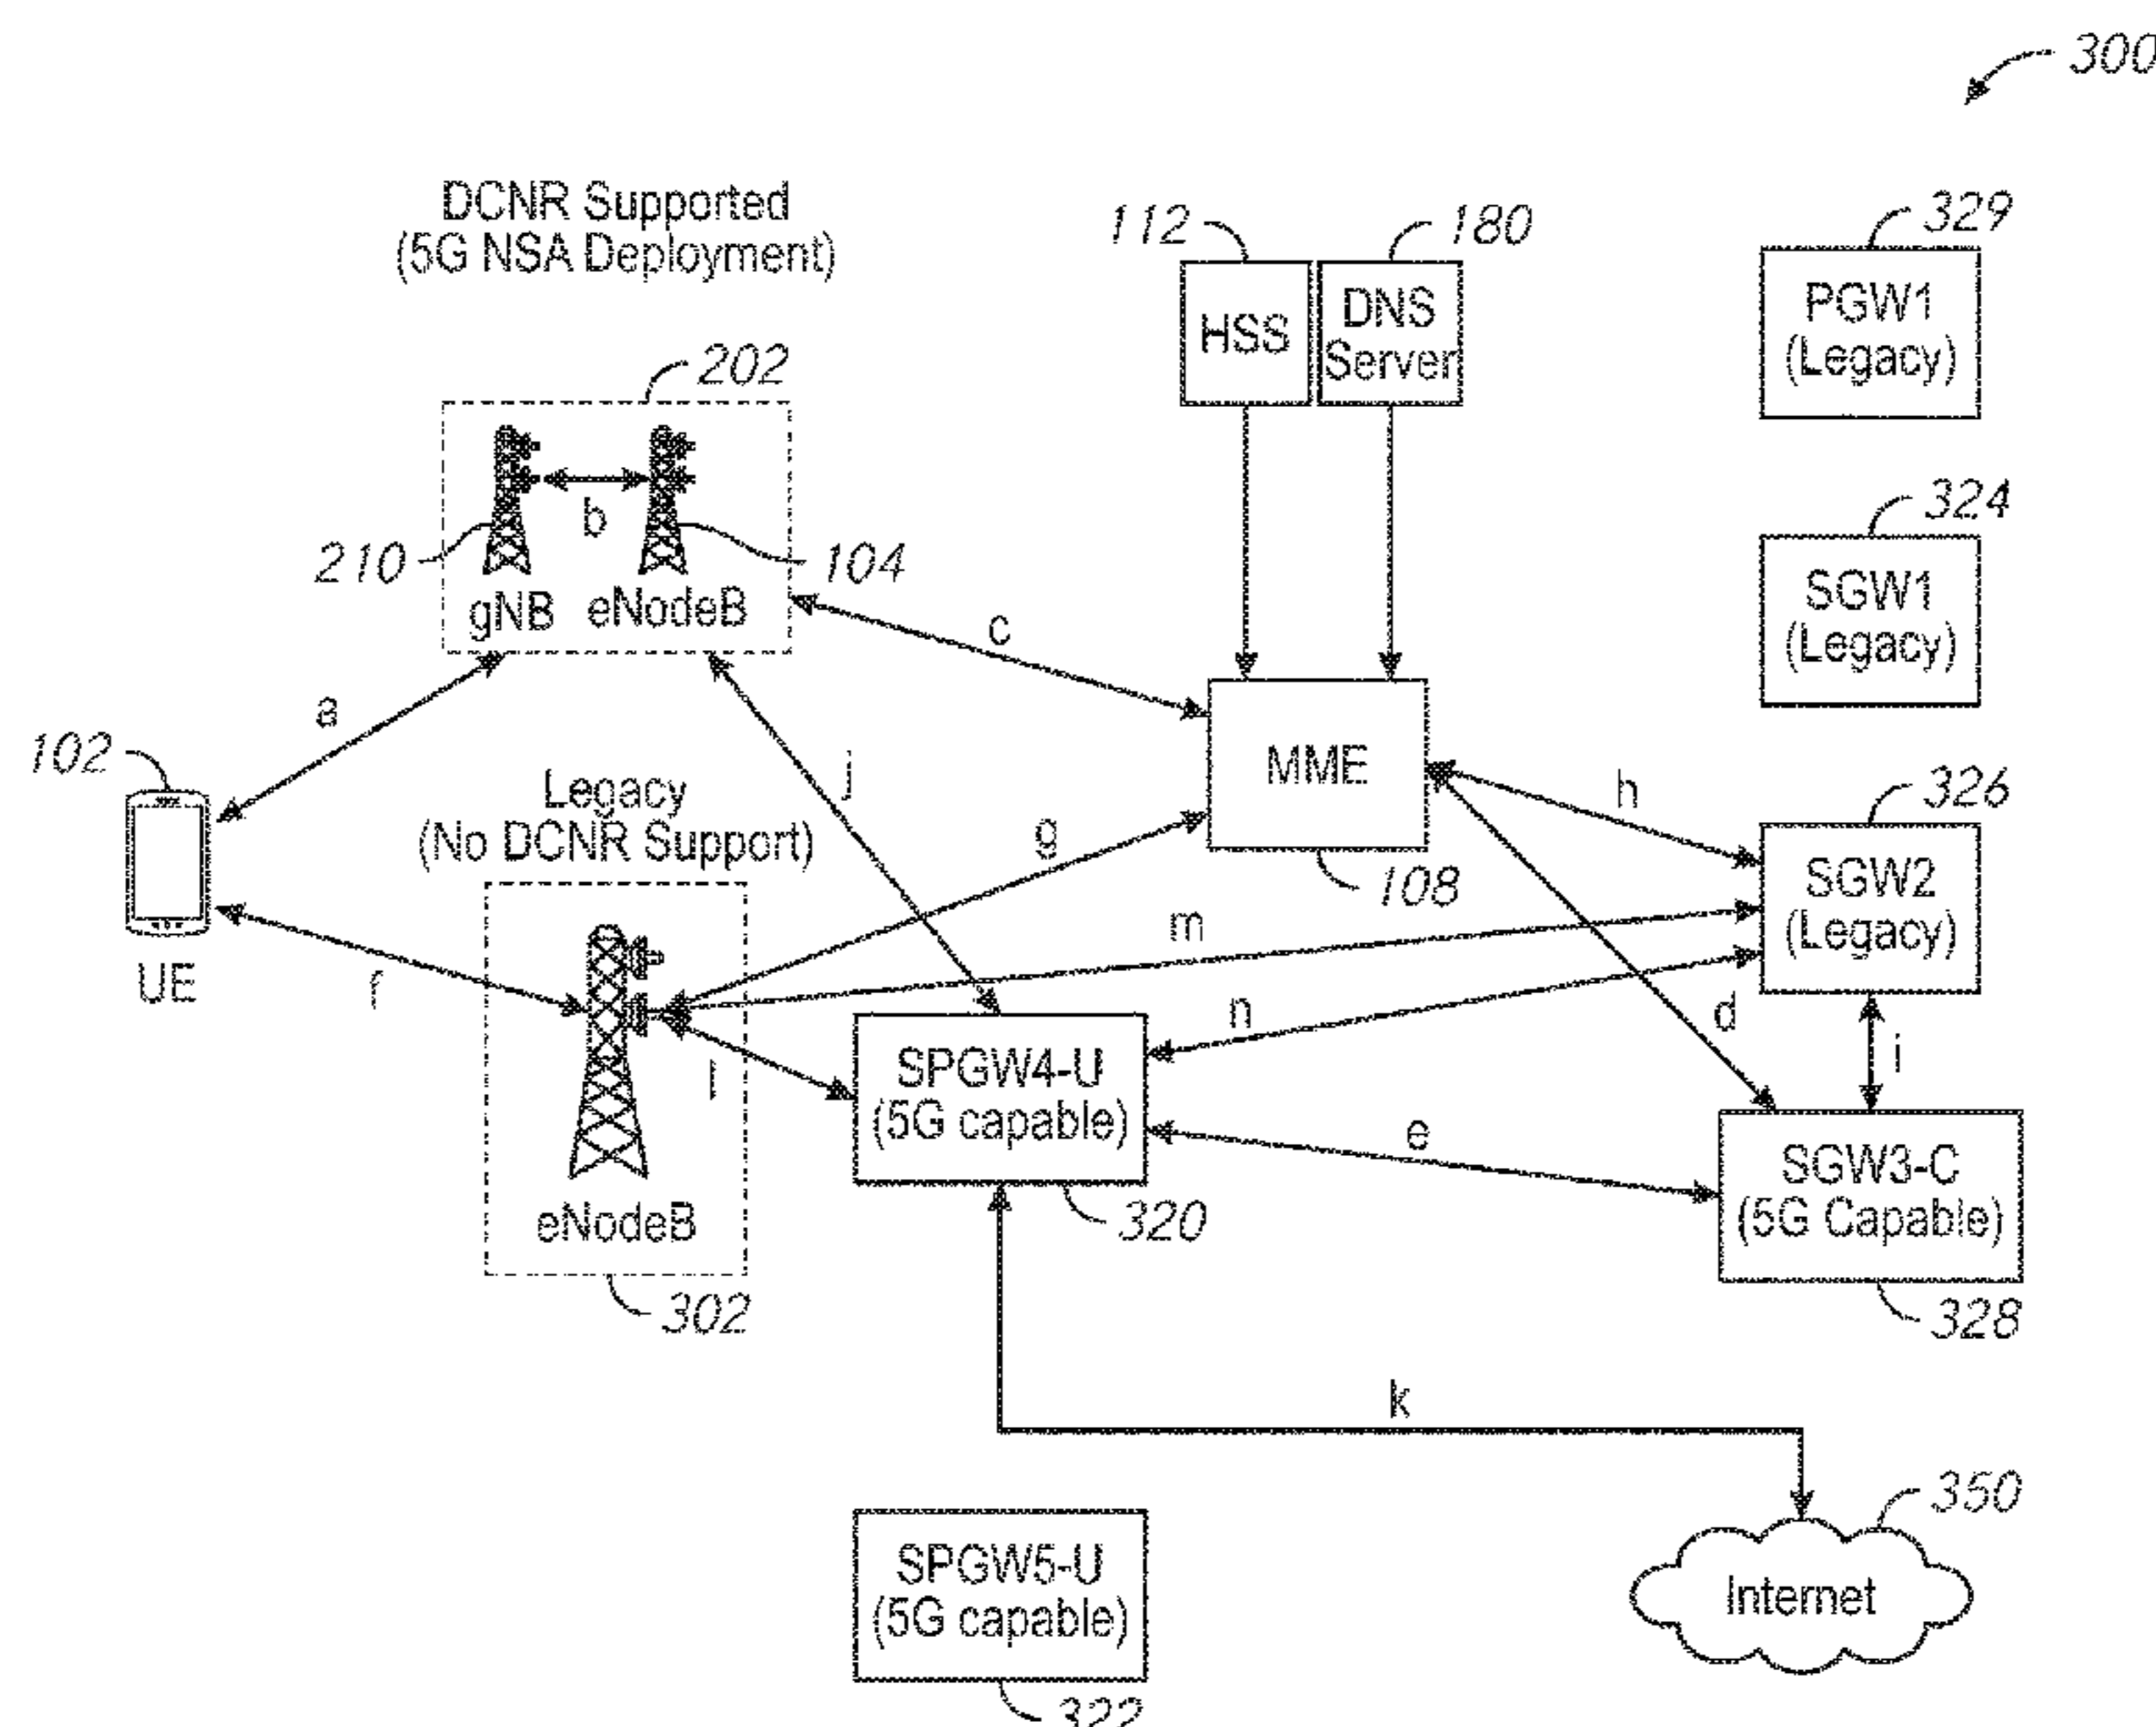 300
DCNR Supported
(5G NSA Deployment)
112
180
329
HSS
DNS
Server
PGW1
(Legacy)
202
b
210
104
gNB
eNodeB
324
SGW1
(Legacy)
c
a
102
UE
j
Legacy
(No DCNR Support)
g
MME
108
h
326
SGW2
(Legacy)
f
m
n
d
i
l
eNodeB
302
SPGW4-U
(5G capable)
320
e
SGW3-C
(5G Capable)
328
k
350
Internet
SPGW5-U
(5G capable)
322